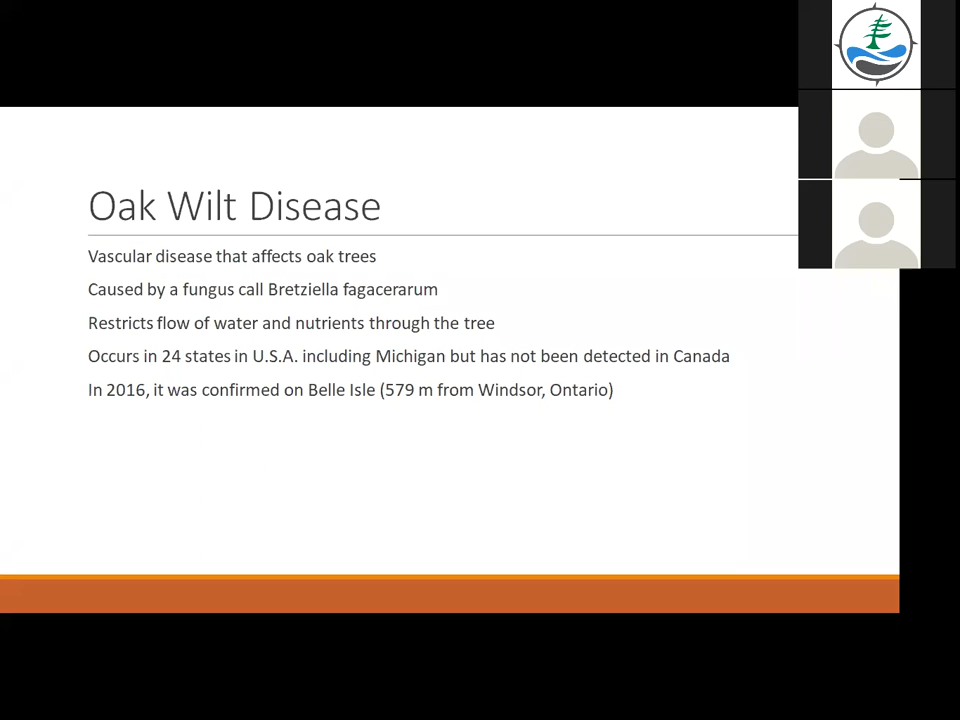 Oak Wilt Disease
Vascular disease that affects oak trees
Caused by a fungus call Bretziella fagacerarum
Restricts flow of water and nutrients through the tree
Occurs in 24 states in U.S.A. including Michigan but has not been detected in Canada
In 2016, it was confirmed on Belle Isle (579 m from Windsor, Ontario)